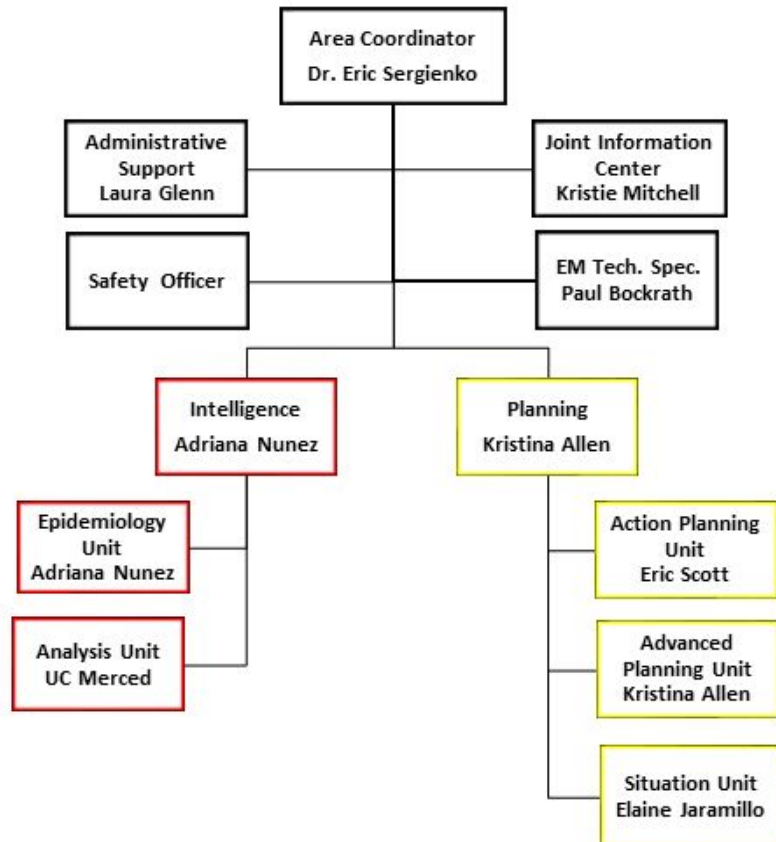 Area Coordinator
Dr. Eric Sergienko
Administrative
Support
Laura Glenn
Joint Information
Center
Kristie Mitchell
Safety Officer
EM Tech. Spec.
Paul Bockrath
Intelligence
Adriana Nunez
Planning
Kristina Allen
Epidemiology
Unit
Adriana Nunez
Action Planning
Unit
Eric Scott
Analysis Unit
UC Merced
Advanced
Planning Unit
Kristina Allen
Situation Unit
Elaine Jaramillo